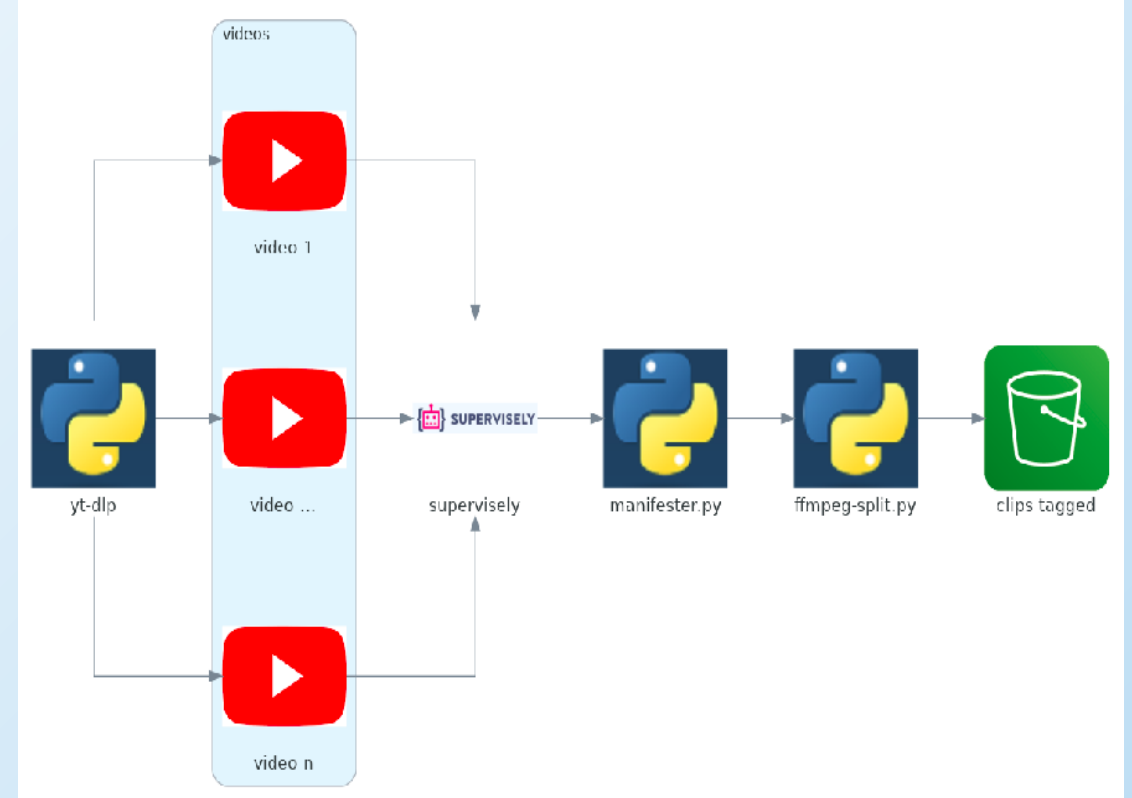 videos
video 1
yt-dlp
video ...
SUPERVISELY
supervisely
manifester.py
ffmpeg-split.py
clips tagged
video n